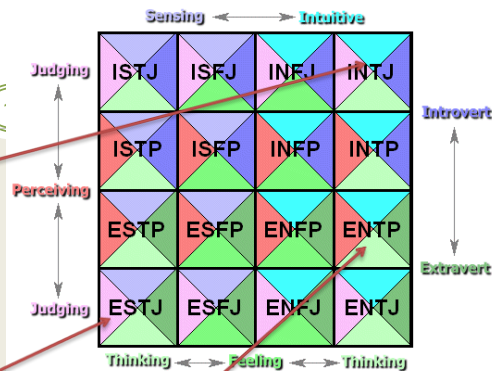 Sensing Intuitive
Judging ISTJ ISFJ INFJ INTJ
Introvert
ISTP ISFP INFP INTP
Perceiving
ESTP ESFP ENFP ENTP
Extravert
Judging ESTJ ESFJ ENFJ ENTJ
Thinking Feeling Thinking